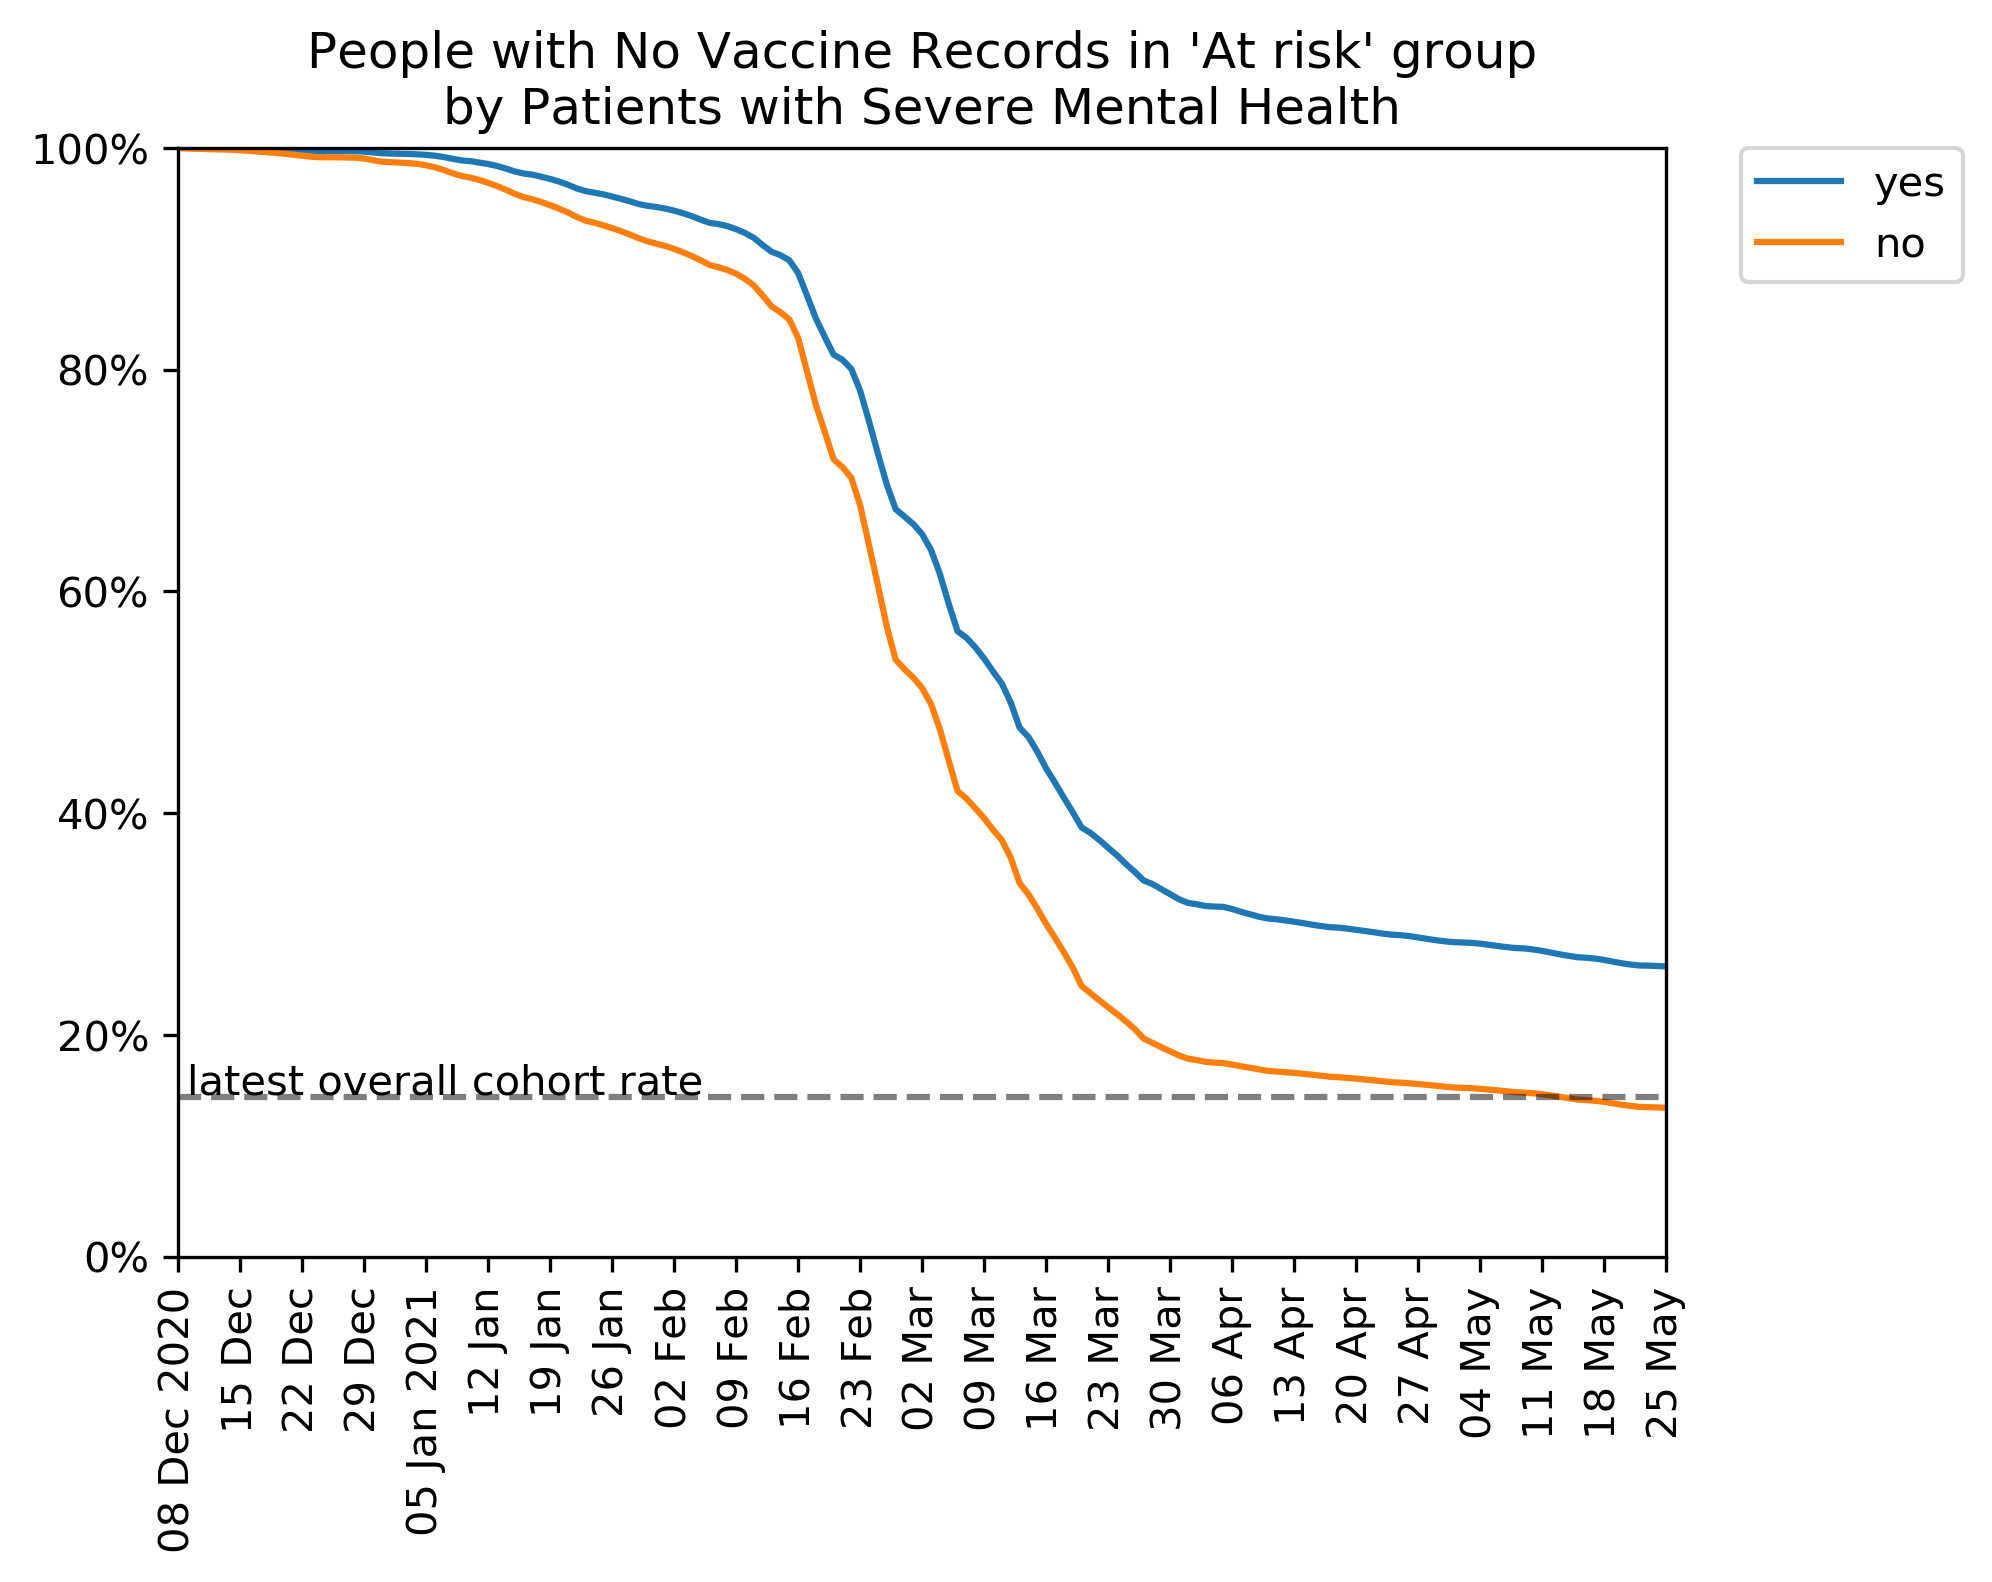 People with No Vaccine Records in 'At risk' group
by Patients with Severe Mental Health
100%
80%
60%
40%
20%
0%
latest overall cohort rate
yes
no
08 Dec 2020
15 Dec
22 Dec
29 Dec
05 Jan 2021
12 Jan
19 Jan
26 Jan
02 Feb
09 Feb
16 Feb
23 Feb
02 Mar
09 Mar
16 Mar
23 Mar
30 Mar
06 Apr
13 Apr
20 Apr
27 Apr
04 May
11 May
18 May
25 May